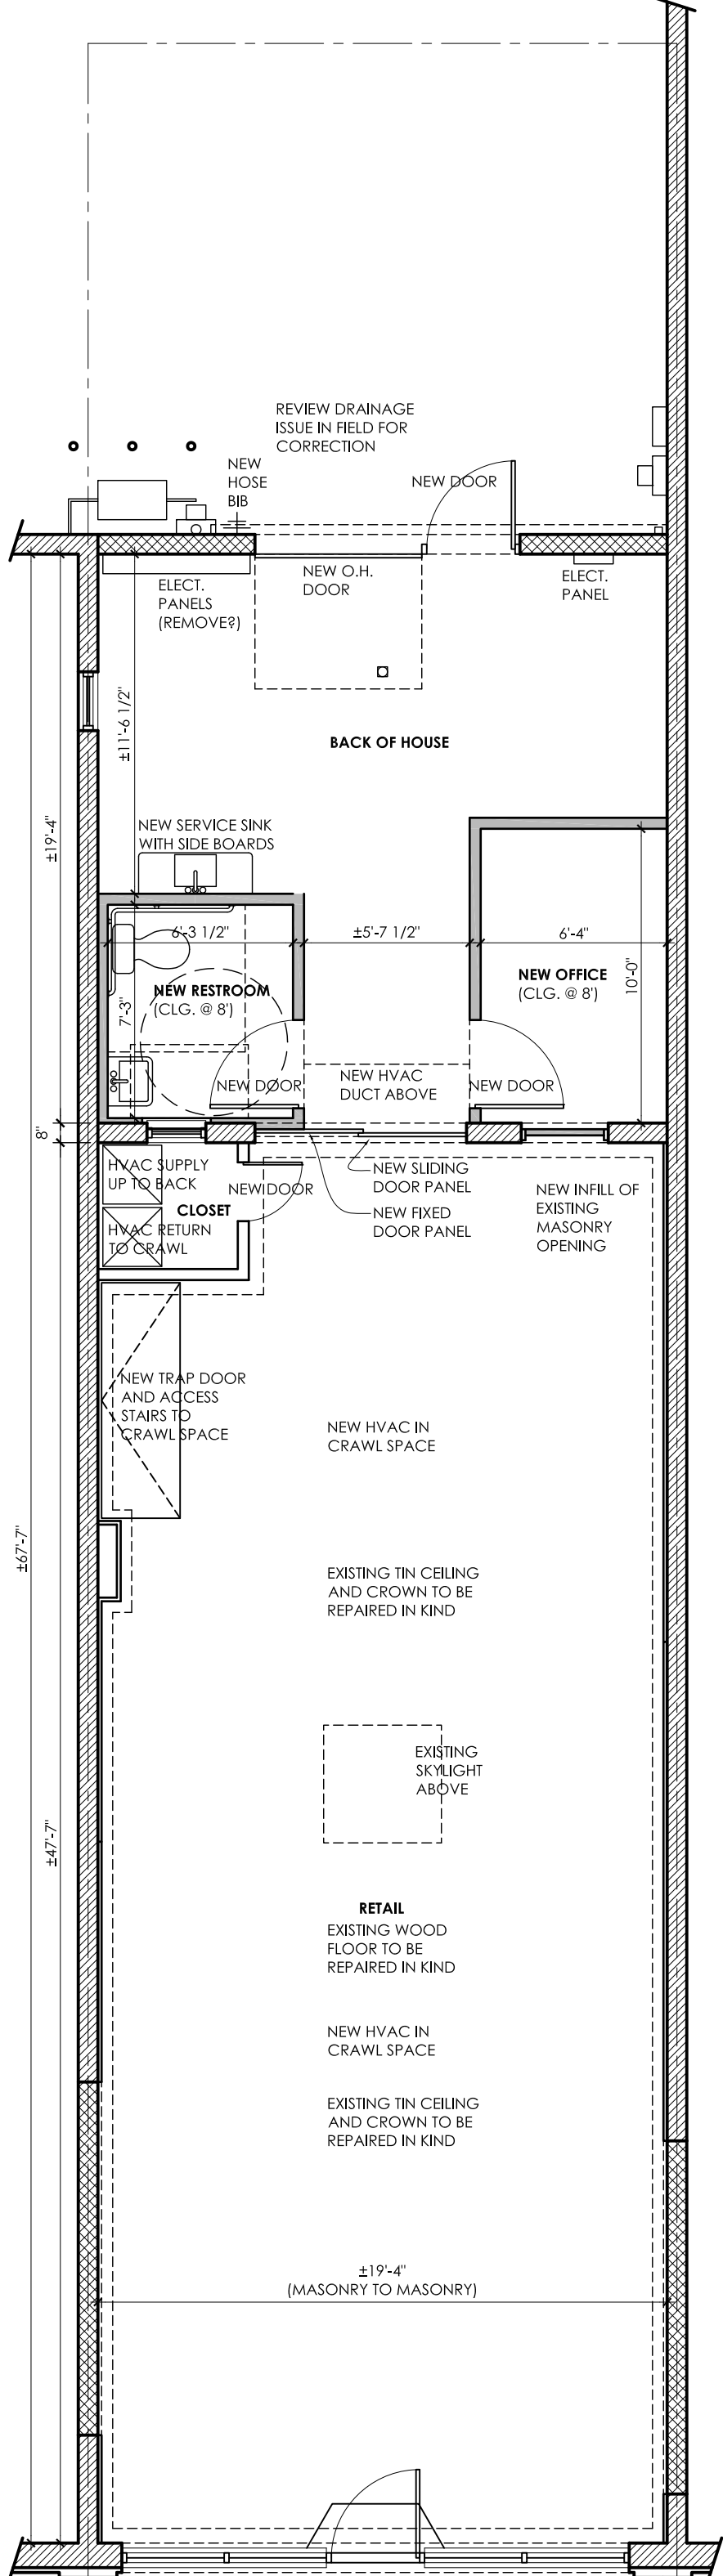 REVIEW DRAINAGE
ISSUE IN FIELD FOR
CORRECTION
NEW
HOSE
BIB
NEW DOOR
ELECT.
PANELS
(REMOVE?)
NEW O.H.
DOOR
ELECT.
PANEL
±11'-6 1/2"
BACK OF HOUSE
±19'-4"
NEW SERVICE SINK
WITH SIDE BOARDS
6'-3 1/2"
±5'-7 1/2"
6'-4"
NEW RESTROOM
(CLG. @ 8')
7'-3"
NEW OFFICE
(CLG. @ 8')
10'-0"
NEW DOOR
NEW HVAC
DUCT ABOVE
NEW DOOR
8"
HVAC SUPPLY
UP TO BACK
CLOSET
HVAC RETURN
TO CRAWL
NEW DOOR
NEW SLIDING
DOOR PANEL
NEW FIXED
DOOR PANEL
NEW INFILL OF
EXISTING
MASONRY
OPENING
NEW TRAP DOOR
AND ACCESS
STAIRS TO
CRAWL SPACE
NEW HVAC IN
CRAWL SPACE
±67'-7"
EXISTING TIN CEILING
AND CROWN TO BE
REPAIRED IN KIND
EXISTING
SKYLIGHT
ABOVE
±47'-7"
RETAIL
EXISTING WOOD
FLOOR TO BE
REPAIRED IN KIND
NEW HVAC IN
CRAWL SPACE
EXISTING TIN CEILING
AND CROWN TO BE
REPAIRED IN KIND
±19'-4"
(MASONRY TO MASONRY)